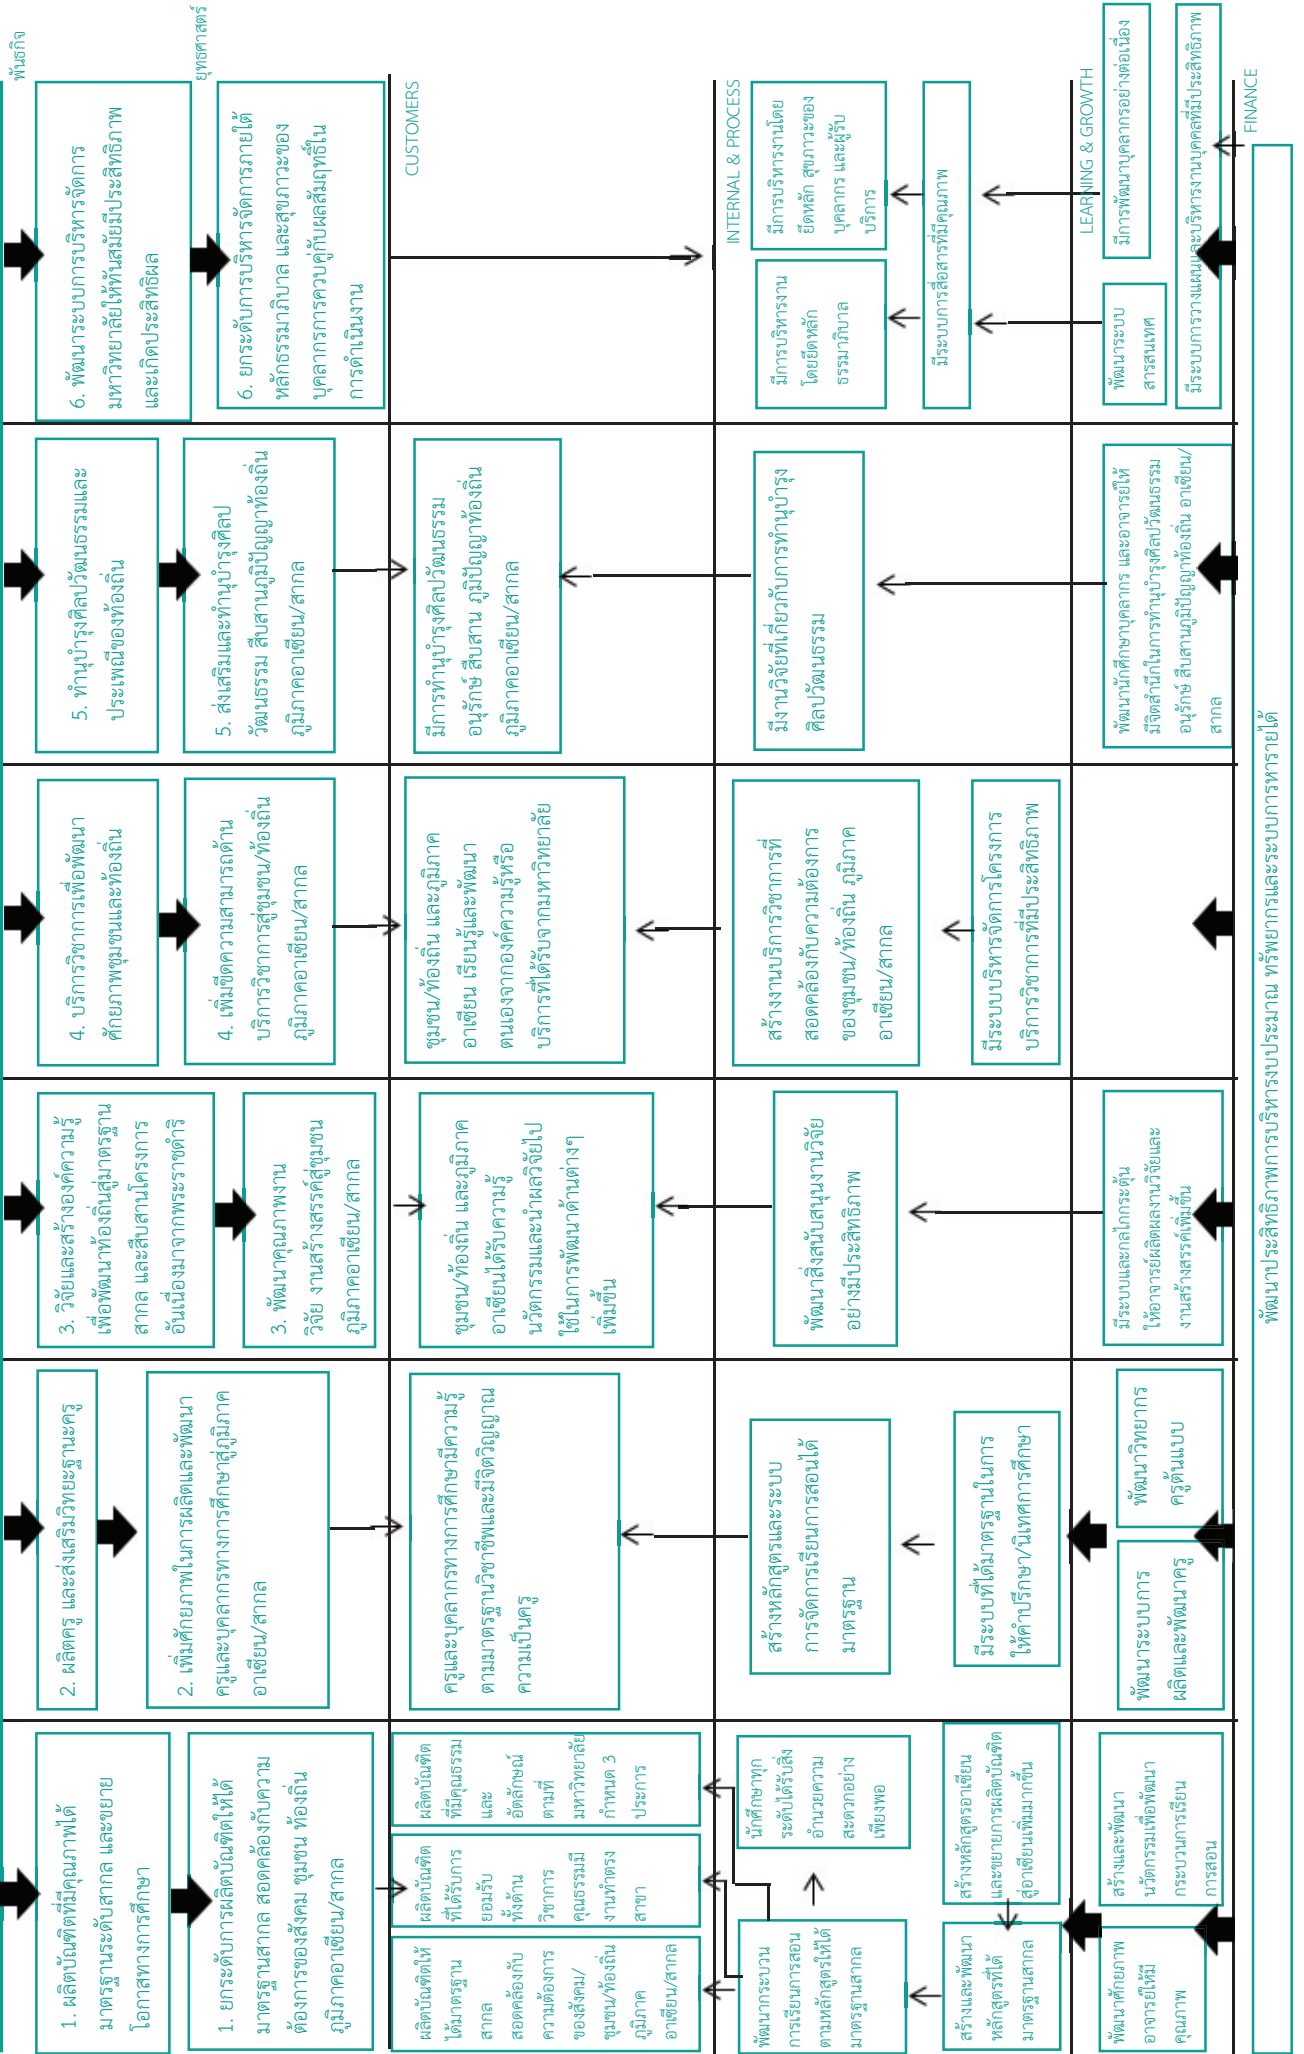 พันธกิจ
1. ผลิตบัณฑิตที่มีคุณภาพได้
มาตรฐานระดับสากล และขยาย
โอกาสทางการศึกษา
2. ผลิตครู และส่งเสริมวิทยะฐานะครู
3. วิจัยและสร้างองค์ความรู้
เพื่อพัฒนาท้องถิ่นสู่มาตรฐาน
สากล และสืบสานโครงการ
อันเนื่องมาจากพระราชดำริ
4. บริการวิชาการเพื่อพัฒนา
ศักยภาพชุมชนและท้องถิ่น
5. ทำนุบำรุงศิลปวัฒนธรรมและ
ประเพณีของท้องถิ่น
6. พัฒนาระบบการบริหารจัดการ
มหาวิทยาลัยให้ทันสมัยมีประสิทธิภาพ
และเกิดประสิทธิผล
ยุทธศาสตร์
1. ยกระดับการผลิตบัณฑิตให้ได้
มาตรฐานสากล สอดคล้องกับความ
ต้องการของสังคม ชุมชน ท้องถิ่น
ภูมิภาคอาเซียน/สากล
2. เพิ่มศักยภาพในการผลิตและพัฒนา
ครูและบุคลากรทางการศึกษาสู่ภูมิภาค
อาเซียน/สากล
3. พัฒนาคุณภาพงาน
วิจัย งานสร้างสรรค์สู่ชุมชน
ภูมิภาคอาเซียน/สากล
4. เพิ่มขีดความสามารถด้าน
บริการวิชาการสู่ชุมชน/ท้องถิ่น
ภูมิภาคอาเซียน/สากล
5. ส่งเสริมและทำนุบำรุงศิลป
วัฒนธรรม สืบสานภูมิปัญญาท้องถิ่น
ภูมิภาคอาเซียน/สากล
6. ยกระดับการบริหารจัดการภายใต้
หลักธรรมาภิบาล และสุขภาวะของ
บุคลากรการควบคู่กับผลสัมฤทธิ์ใน
การดำเนินงาน
CUSTOMERS
ผลิตบัณฑิตให้
ได้มาตรฐาน
สากล
สอดคล้องกับ
ความต้องการ
ของสังคม/
ชุมชน/ท้องถิ่น
ภูมิภาค
อาเซียน/สากล
ผลิตบัณฑิต
ที่ได้รับการ
ยอมรับ
ทั้งด้าน
วิชาการ
คุณธรรมมี
งานทำตรง
สาขา
ผลิตบัณฑิต
ที่มีคุณธรรม
และ
อัตลักษณ์
ตามที่
มหาวิทยาลัย
กำหนด 3
ประการ
ครูและบุคลากรทางการศึกษามีความรู้
ตามมาตรฐานวิชาชีพและมีจิตวิญญาณ
ความเป็นครู
ชุมชน/ท้องถิ่น และภูมิภาค
อาเซียนได้รับความรู้
นวัตกรรมและนำผลวิจัยไป
ใช้ในการพัฒนาด้านต่างๆ
เพิ่มขึ้น
ชุมชน/ท้องถิ่น และภูมิภาค
อาเซียน เรียนรู้และพัฒนา
ตนเองจากองค์ความรู้หรือ
บริการที่ได้รับจากมหาวิทยาลัย
มีการทำนุบำรุงศิลปวัฒนธรรม
อนุรักษ์ สืบสาน ภูมิปัญญาท้องถิ่น
ภูมิภาคอาเซียน/สากล
INTERNAL & PROCESS
พัฒนากระบวน
การเรียนการสอน
ตามหลักสูตรให้ได้
มาตรฐานสากล
นักศึกษาทุก
ระดับได้รับสิ่ง
อำนวยความ
สะดวกอย่าง
เพียงพอ
สร้างและพัฒนา
หลักสูตรที่ได้
มาตรฐานสากล
สร้างหลักสูตรอาเซียน
และขยายการผลิตบัณฑิต
สู่อาเซียนเพิ่มมากขึ้น
สร้างหลักสูตรและระบบ
การจัดการเรียนการสอนได้
มาตรฐาน
มีระบบที่ได้มาตรฐานในการ
ให้คำปรึกษา/นิเทศการศึกษา
พัฒนาสิ่งสนับสนุนงานวิจัย
อย่างมีประสิทธิภาพ
สร้างงานบริการวิชาการที่
สอดคล้องกับความต้องการ
ของชุมชน/ท้องถิ่น ภูมิภาค
อาเซียน/สากล
มีระบบบริหารจัดการโครงการ
บริการวิชาการที่มีประสิทธิภาพ
มีงานวิจัยที่เกี่ยวกับการทำนุบำรุง
ศิลปวัฒนธรรม
มีการบริหารงาน
โดยยึดหลัก
ธรรมาภิบาล
มีการบริหารงานโดย
ยึดหลัก สุขภาวะของ
บุคลากร และผู้รับ
บริการ
มีระบบการสื่อสารที่มีคุณภาพ
LEARNING & GROWTH
พัฒนาศักยภาพ
อาจารย์ให้มี
คุณภาพ
สร้างและพัฒนา
นวัตกรรมเพื่อพัฒนา
กระบวนการเรียน
การสอน
พัฒนาระบบการ
ผลิตและพัฒนาครู
พัฒนาวิทยากร
ครูต้นแบบ
มีระบบและกลไกกระตุ้น
ให้อาจารย์ผลิตผลงานวิจัยและ
งานสร้างสรรค์เพิ่มขึ้น
พัฒนานักศึกษาบุคลากร และอาจารย์ให้
มีจิตสำนึกในการทำนุบำรุงศิลปวัฒนธรรม
อนุรักษ์ สืบสานภูมิปัญญาท้องถิ่น อาเซียน/
สากล
พัฒนาระบบ
สารสนเทศ
มีการพัฒนาบุคลากรอย่างต่อเนื่อง
มีระบบการวางแผนและบริหารงานบุคคลที่มีประสิทธิภาพ
FINANCE
พัฒนาประสิทธิภาพการบริหารงบประมาณ ทรัพยากรและระบบการหารายได้